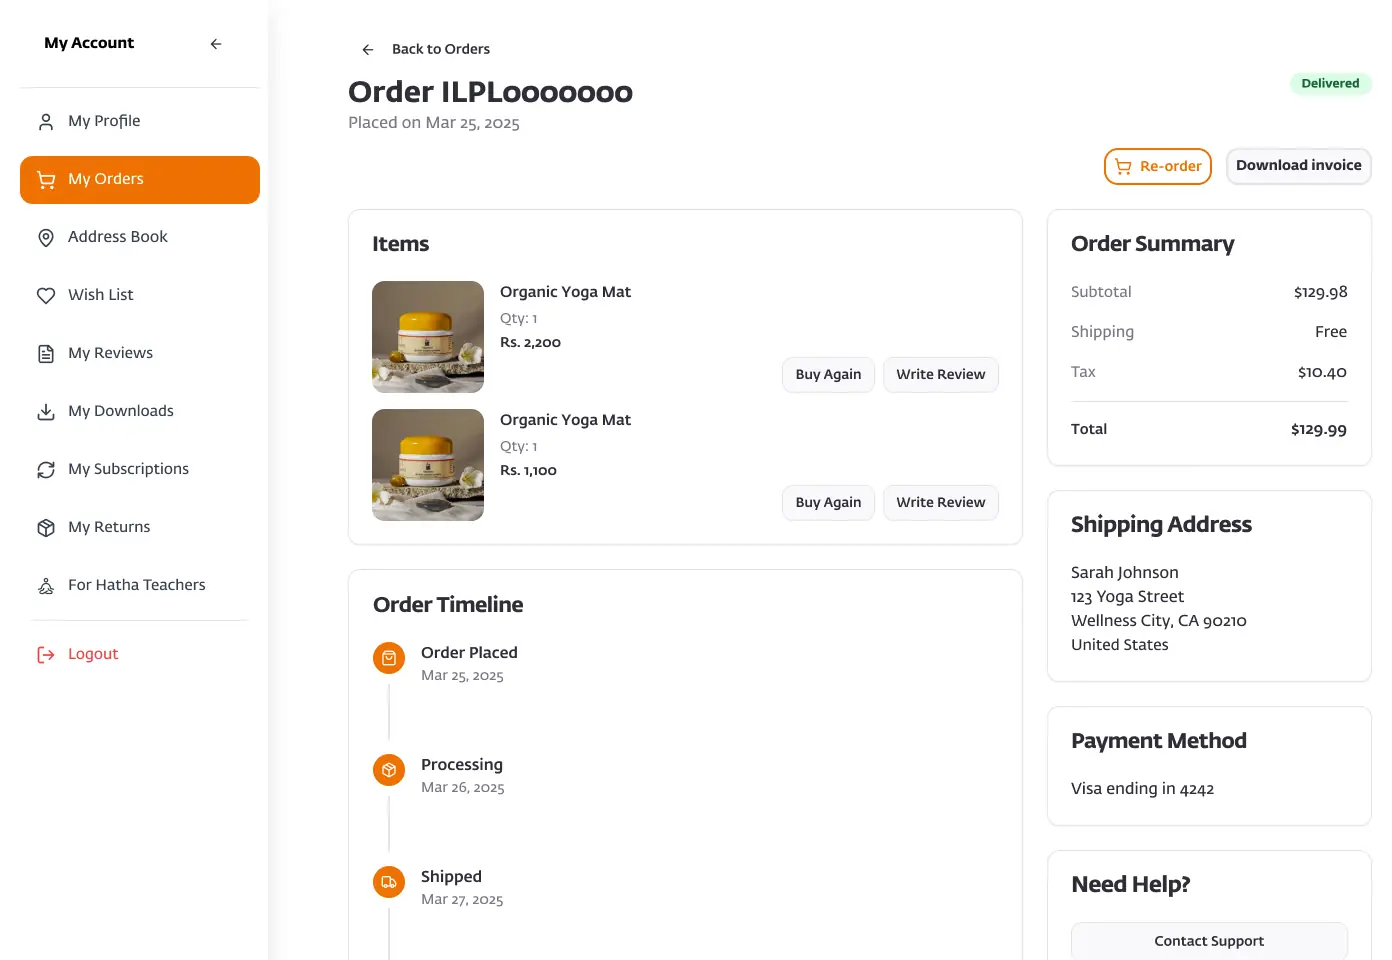 My Account
My Profile
My Orders
Address Book
Wish List
My Reviews
My Downloads
My Subscriptions
My Returns
For Hatha Teachers
Logout
Back to Orders
Order ILPL0000000
Placed on Mar 25, 2025
Delivered
Re-order
Download invoice
Items
Organic Yoga Mat
Qty: 1
Rs. 2,200
Buy Again
Write Review
Organic Yoga Mat
Qty: 1
Rs. 1,100
Buy Again
Write Review
Order Timeline
Order Placed
Mar 25, 2025
Processing
Mar 26, 2025
Shipped
Mar 27, 2025
Order Summary
Subtotal $129.98
Shipping Free
Tax $10.40
Total $129.99
Shipping Address
Sarah Johnson
123 Yoga Street
Wellness City, CA 90210
United States
Payment Method
Visa ending in 4242
Need Help?
Contact Support